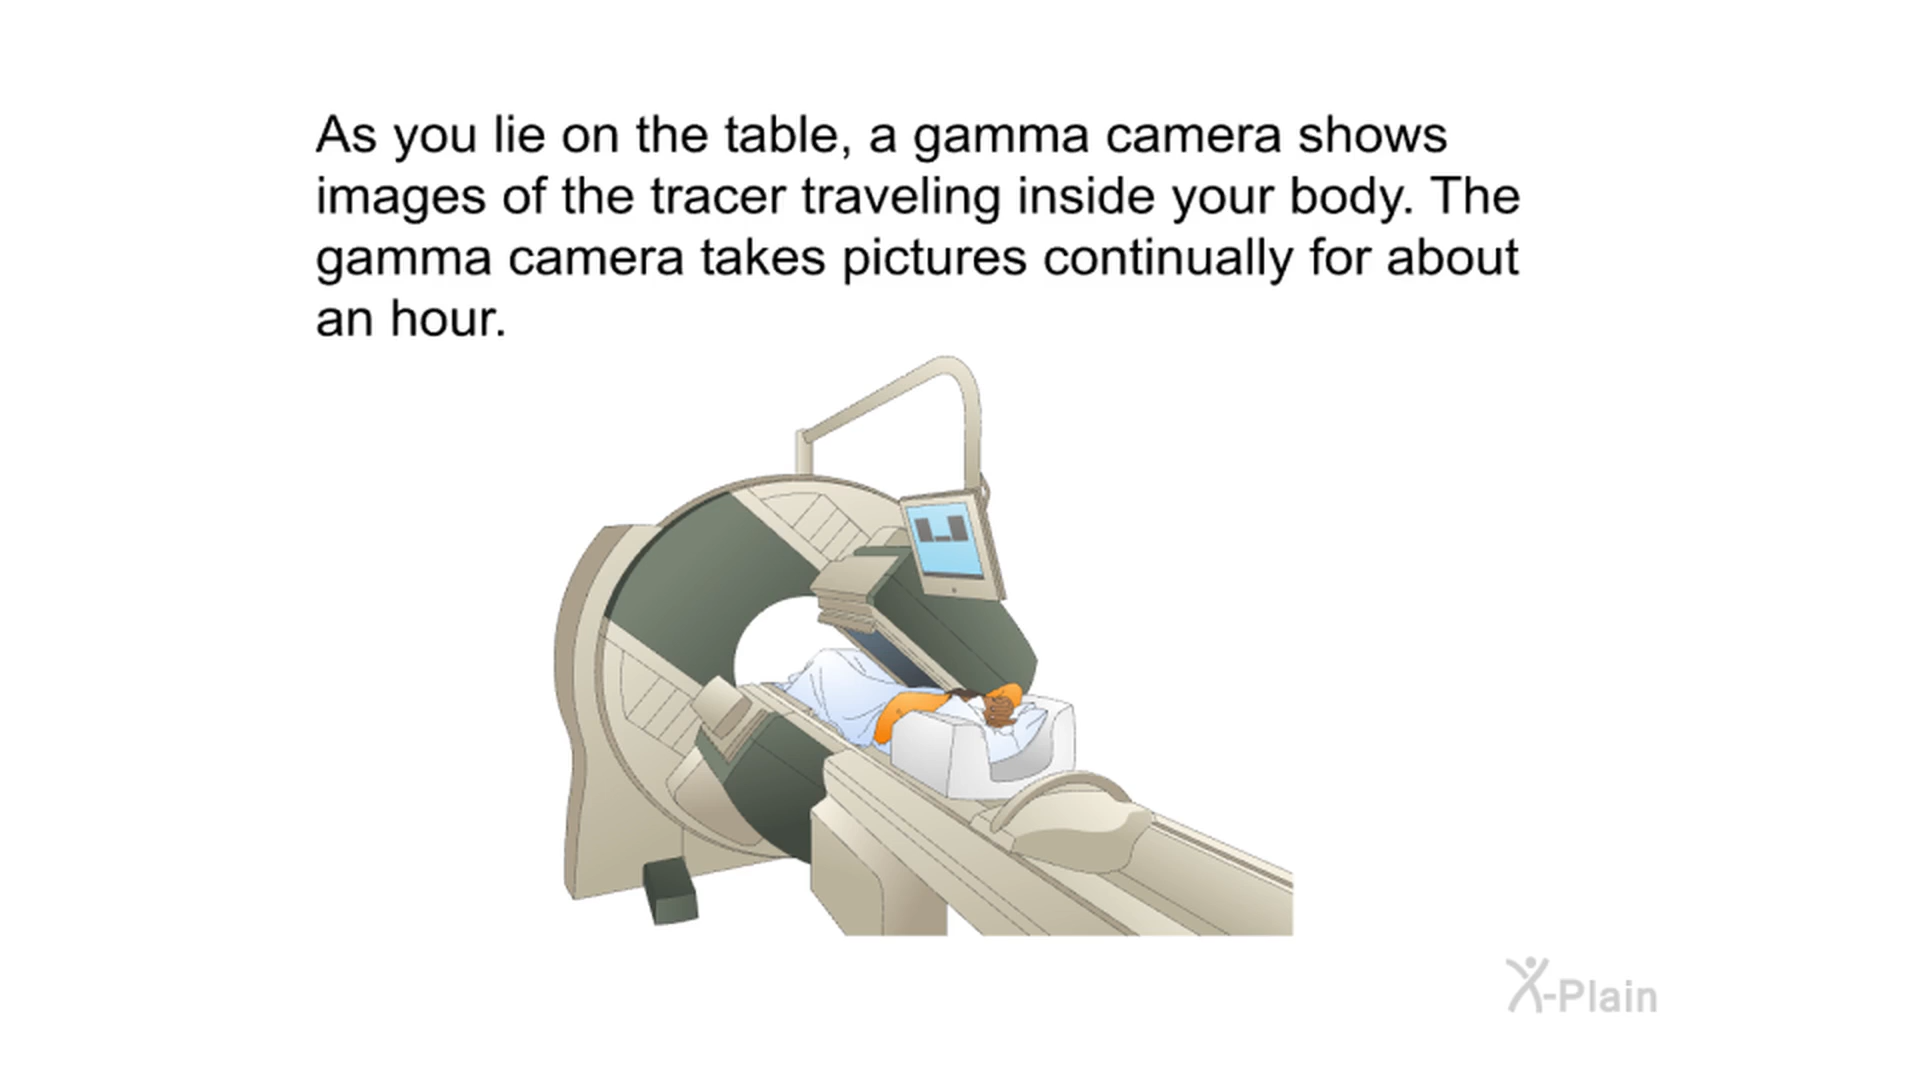 As you lie on the table, a gamma camera shows
images of the tracer traveling inside your body. The
gamma camera takes pictures continually for about
an hour.
X-Plain